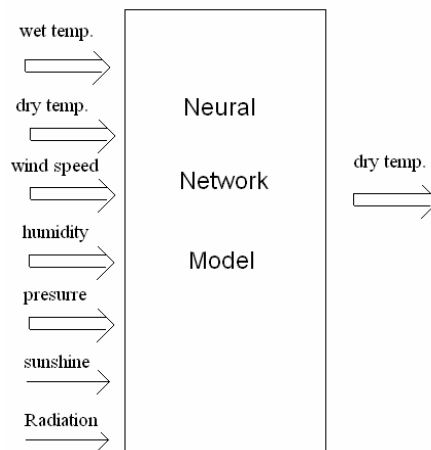 wet temp.
dry temp.
wind speed
humidity
presurre
sunshine
Radiation
Neural
Network
Model
dry temp.